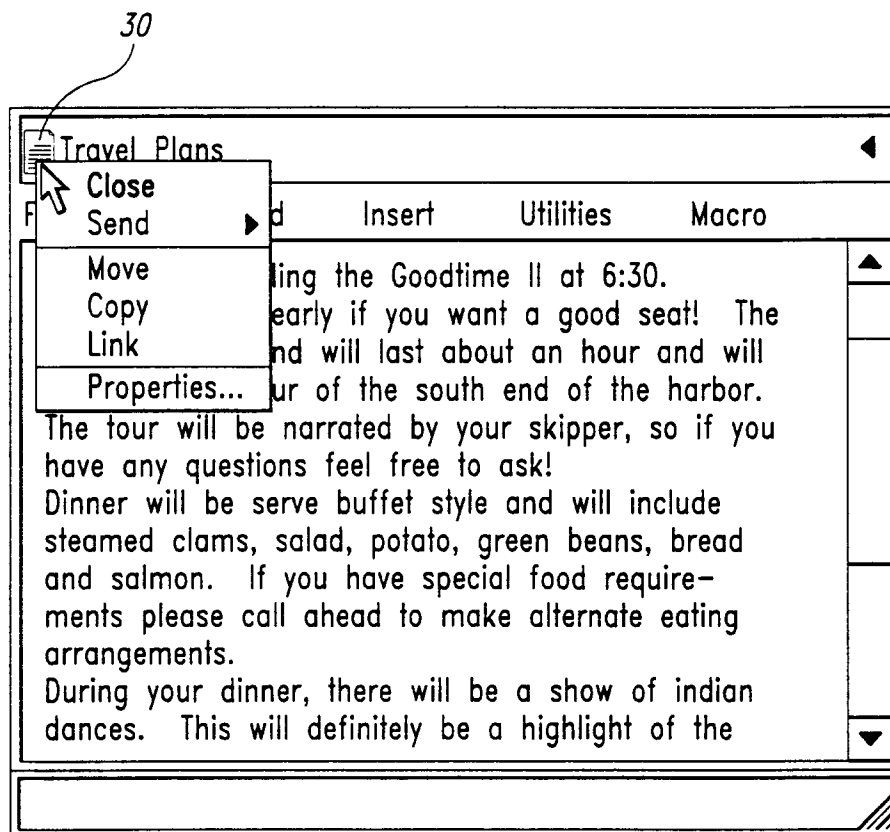 30
Travel Plans
Close
Send
Insert Utilities Macro
Move
Copy
Link
Properties...
ling the Goodtime II at 6:30.
early if you want a good seat! The
nd will last about an hour and will
ur of the south end of the harbor.
The tour will be narrated by your skipper, so if you
have any questions feel free to ask!
Dinner will be serve buffet style and will include
steamed clams, salad, potato, green beans, bread
and salmon. If you have special food require-
ments please call ahead to make alternate eating
arrangements.
During your dinner, there will be a show of indian
dances. This will definitely be a highlight of the